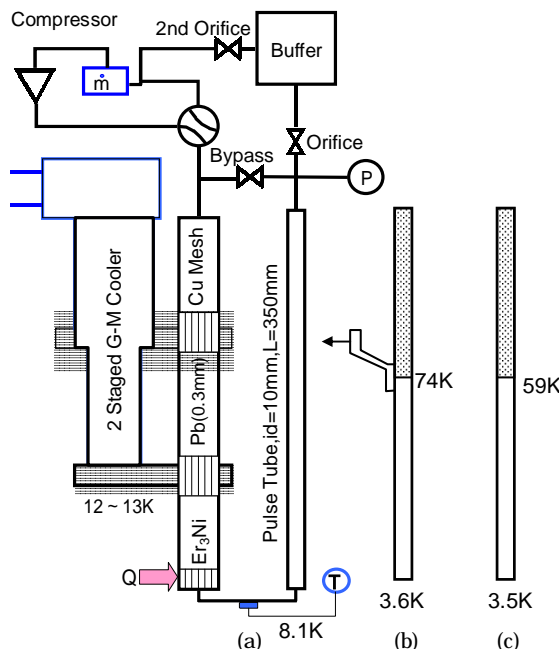 Compressor
2nd Orifice
Buffer
ṁ
Orifice
Bypass
P
2 Staged G-M Cooler
Cu Mesh
Pb(0.3mm)
Er3Ni
Pulse Tube,id=10mm,L=350mm
74K
59K
12 ~ 13K
Q
T
8.1K
3.6K
3.5K
(a)
(b)
(c)